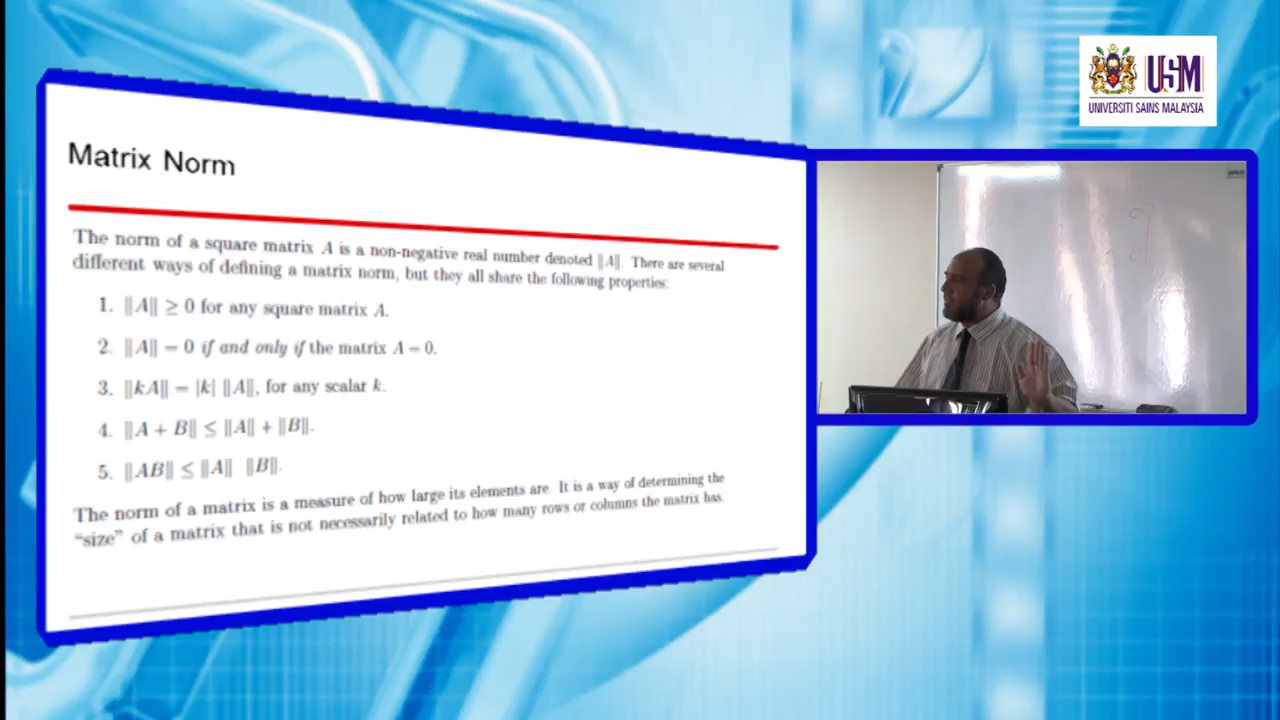 Matrix Norm
The norm of a square matrix A is a non-negative real number denoted ‖A‖. There are several
different ways of defining a matrix norm, but they all share the following properties:
1. ‖A‖ ≥ 0 for any square matrix A.
2. ‖A‖ = 0 if and only if the matrix A = 0.
3. ‖kA‖ = |k| ‖A‖, for any scalar k.
4. ‖A + B‖ ≤ ‖A‖ + ‖B‖.
5. ‖AB‖ ≤ ‖A‖ ‖B‖.
The norm of a matrix is a measure of how large its elements are. It is a way of determining the
“size” of a matrix that is not necessarily related to how many rows or columns the matrix has.
USM
UNIVERSITI SAINS MALAYSIA